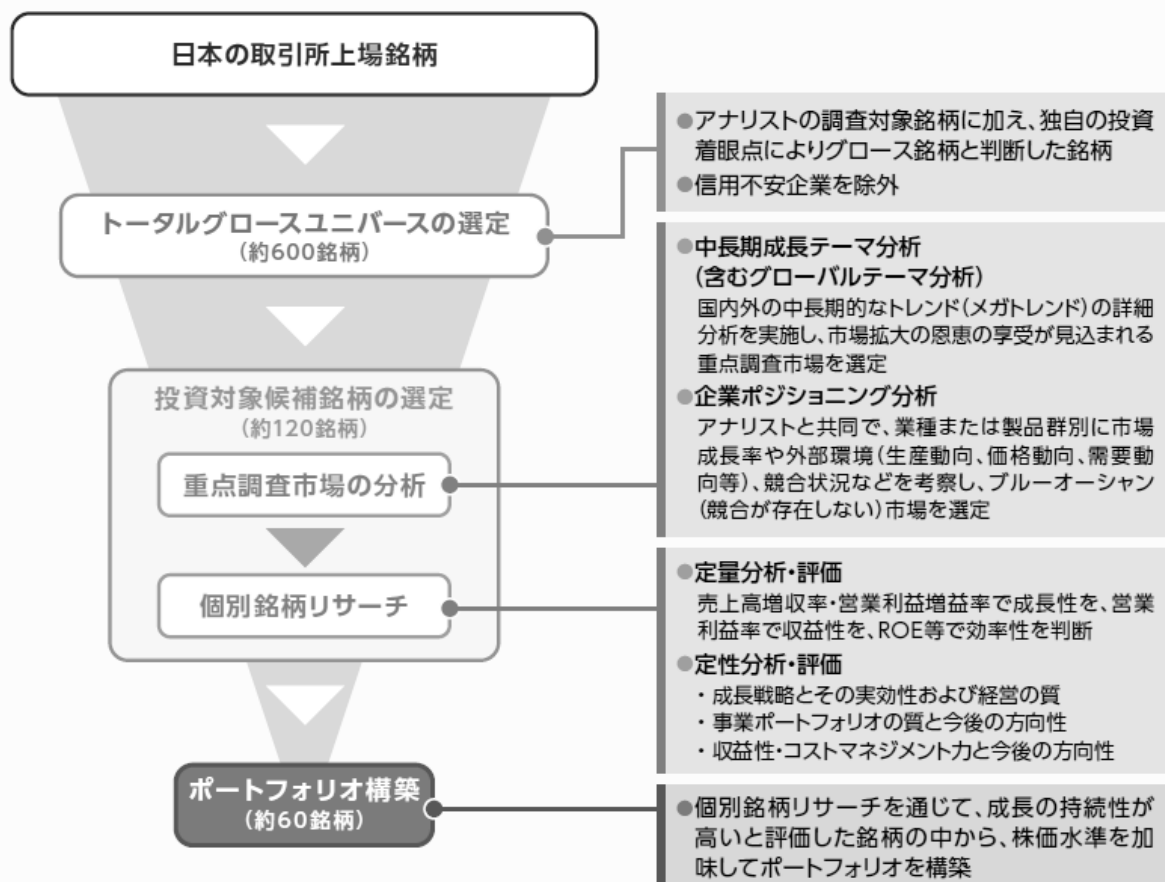 日本の取引所上場銘柄
トータルグロースユニバースの選定
(約600銘柄)
●アナリストの調査対象銘柄に加え、独自の投資
着眼点によりグロース銘柄と判断した銘柄
●信用不安企業を除外
投資対象候補銘柄の選定
(約120銘柄)
重点調査市場の分析
●中長期成長テーマ分析
(含むグローバルテーマ分析)
国内外の中長期的なトレンド(メガトレンド)の詳細
分析を実施し、市場拡大の恩恵の享受が見込まれる
重点調査市場を選定
●企業ポジショニング分析
アナリストと共同で、業種または製品群別に市場
成長率や外部環境(生産動向、価格動向、需要動
向等)、競合状況などを考察し、ブルーオーシャン
(競合が存在しない)市場を選定
個別銘柄リサーチ
●定量分析・評価
売上高増収率・営業利益増益率で成長性を、営業
利益率で収益性を、ROE等で効率性を判断
●定性分析・評価
・成長戦略とその実効性および経営の質
・事業ポートフォリオの質と今後の方向性
・収益性・コストマネジメント力と今後の方向性
ポートフォリオ構築
(約60銘柄)
●個別銘柄リサーチを通じて、成長の持続性が
高いと評価した銘柄の中から、株価水準を加
味してポートフォリオを構築